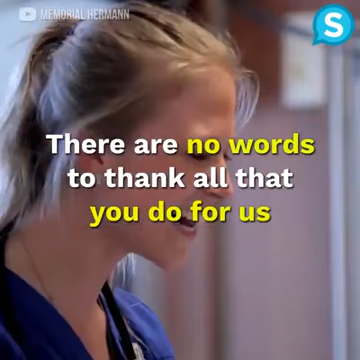 MEMORIAL HERMANN
S
There are no words
to thank all that
you do for us